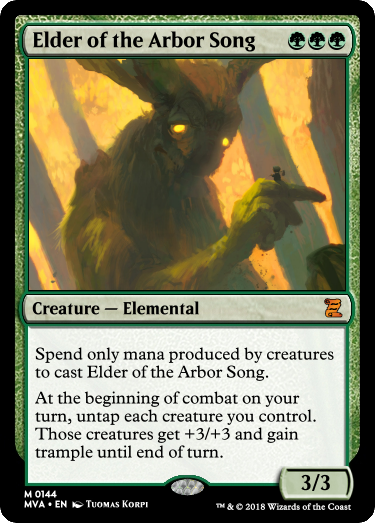 Elder of the Arbor Song
Creature — Elemental
Spend only mana produced by creatures
to cast Elder of the Arbor Song.
At the beginning of combat on your
turn, untap each creature you control.
Those creatures get +3/+3 and gain
trample until end of turn.
3/3
M 0144
MVA • EN Tuomas Korpi
™ & © 2018 Wizards of the Coast